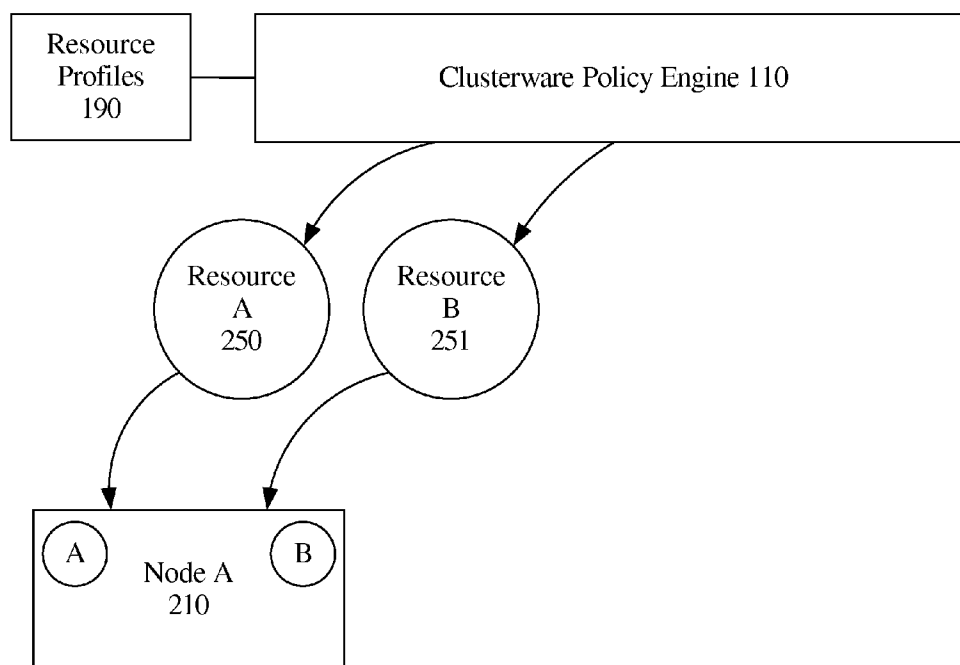 Resource
Profiles
190
Clusterware Policy Engine 110
Resource
A
250
Resource
B
251
A
B
Node A
210